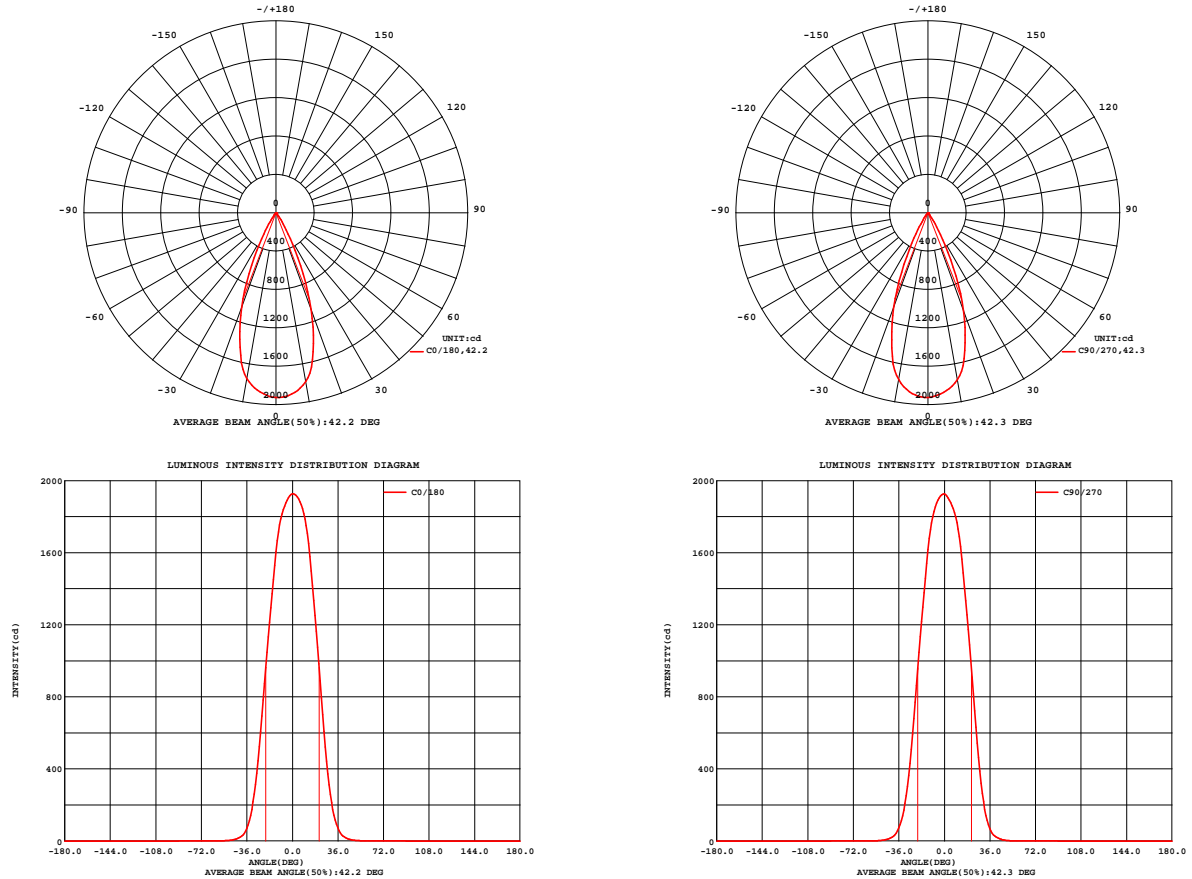 -/+180
-150
150
-120
120
-90
90
0
400
800
-60
60
1200
UNIT:cd
C0/180,42.2
1600
-30
30
2000
0
AVERAGE BEAM ANGLE(50%):42.2 DEG
-/+180
-150
150
-120
120
-90
90
0
400
800
-60
60
1200
UNIT:cd
C90/270,42.3
1600
-30
30
2000
0
AVERAGE BEAM ANGLE(50%):42.3 DEG
LUMINOUS INTENSITY DISTRIBUTION DIAGRAM
2000
C0/180
1600
1200
INTENSITY(cd)
800
400
0
-180.0 -144.0 -108.0 -72.0 -36.0 0.0 36.0 72.0 108.0 144.0 180.0
ANGLE(DEG)
AVERAGE BEAM ANGLE(50%):42.2 DEG
LUMINOUS INTENSITY DISTRIBUTION DIAGRAM
2000
C90/270
1600
1200
INTENSITY(cd)
800
400
0
-180.0 -144.0 -108.0 -72.0 -36.0 0.0 36.0 72.0 108.0 144.0 180.0
ANGLE(DEG)
AVERAGE BEAM ANGLE(50%):42.3 DEG